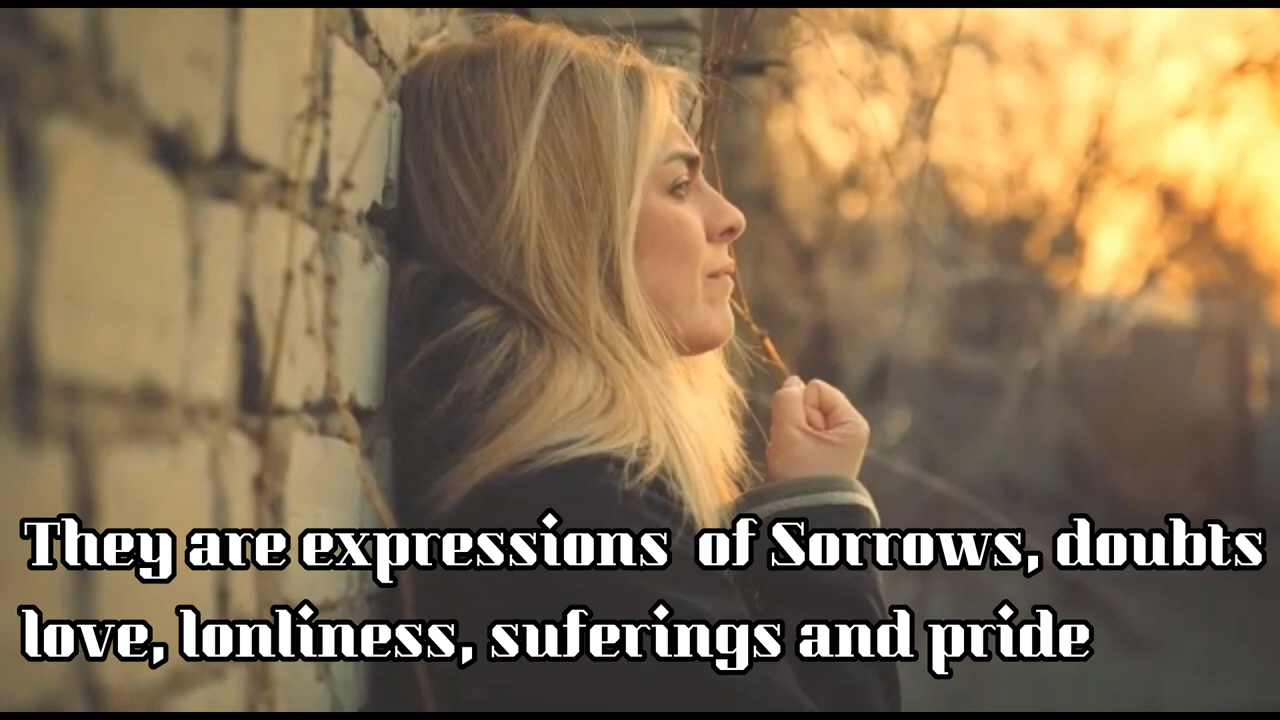 They are expressions of Sorrows, doubts
love, lonliness, suferings and pride